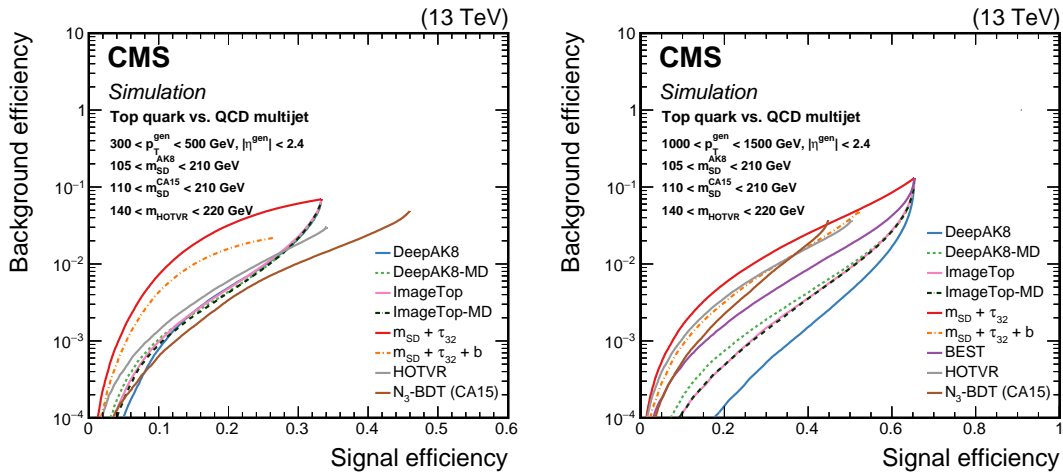 (13 TeV)
Background efficiency
10
1
10⁻¹
10⁻²
10⁻³
10⁻⁴
CMS
Simulation
Top quark vs. QCD multijet
300 < p_T^gen < 500 GeV, |η^gen| < 2.4
105 < m_SD^AK8 < 210 GeV
110 < m_SD^CA15 < 210 GeV
140 < m_HOTVR < 220 GeV
DeepAK8
DeepAK8-MD
ImageTop
ImageTop-MD
m_SD + τ_32
m_SD + τ_32 + b
HOTVR
N_3-BDT (CA15)
0 0.1 0.2 0.3 0.4 0.5 0.6
Signal efficiency
(13 TeV)
Background efficiency
10
1
10⁻¹
10⁻²
10⁻³
10⁻⁴
CMS
Simulation
Top quark vs. QCD multijet
1000 < p_T^gen < 1500 GeV, |η^gen| < 2.4
105 < m_SD^AK8 < 210 GeV
110 < m_SD^CA15 < 210 GeV
140 < m_HOTVR < 220 GeV
DeepAK8
DeepAK8-MD
ImageTop
ImageTop-MD
m_SD + τ_32
m_SD + τ_32 + b
BEST
HOTVR
N_3-BDT (CA15)
0 0.2 0.4 0.6 0.8 1
Signal efficiency